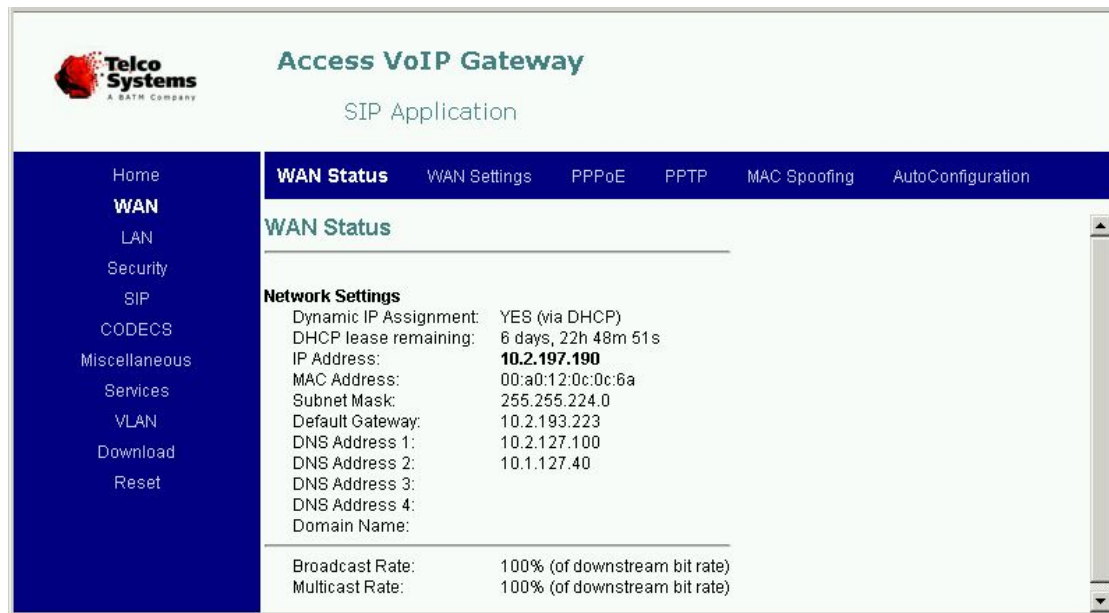 Telco
Systems
A BATM Company
Access VoIP Gateway
SIP Application
Home
WAN
LAN
Security
SIP
CODECS
Miscellaneous
Services
VLAN
Download
Reset
WAN Status WAN Settings PPPoE PPTP MAC Spoofing AutoConfiguration
WAN Status
Network Settings
Dynamic IP Assignment: YES (via DHCP)
DHCP lease remaining: 6 days, 22h 48m 51s
IP Address: 10.2.197.190
MAC Address: 00:a0:12:0c:0c:6a
Subnet Mask: 255.255.224.0
Default Gateway: 10.2.193.223
DNS Address 1: 10.2.127.100
DNS Address 2: 10.1.127.40
DNS Address 3:
DNS Address 4:
Domain Name:
Broadcast Rate: 100% (of downstream bit rate)
Multicast Rate: 100% (of downstream bit rate)